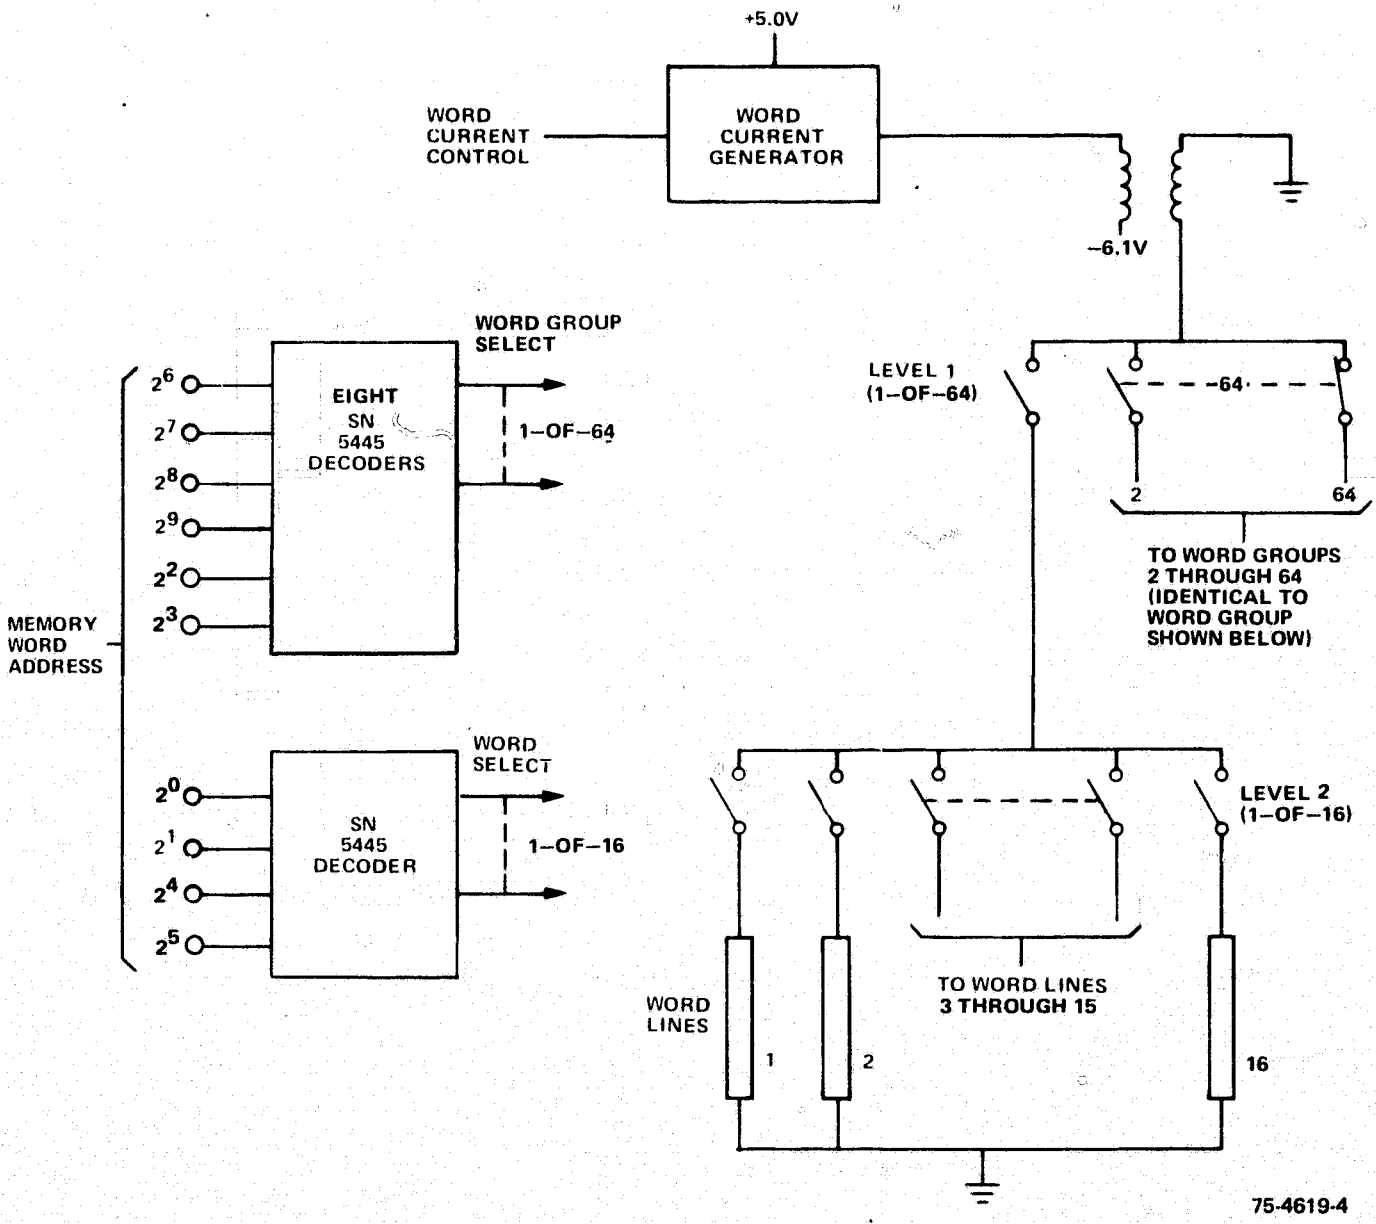 +5.0V
WORD
CURRENT
CONTROL
WORD
CURRENT
GENERATOR
−6.1V
WORD GROUP
SELECT
LEVEL 1
(1−OF−64)
64
2⁶
2⁷
2⁸
2⁹
2²
2³
EIGHT
SN
5445
DECODERS
1−OF−64
2
64
TO WORD GROUPS
2 THROUGH 64
(IDENTICAL TO
WORD GROUP
SHOWN BELOW)
MEMORY
WORD
ADDRESS
WORD
SELECT
2⁰
2¹
2⁴
2⁵
SN
5445
DECODER
1−OF−16
LEVEL 2
(1−OF−16)
TO WORD LINES
3 THROUGH 15
WORD
LINES
1
2
16
75-4619-4